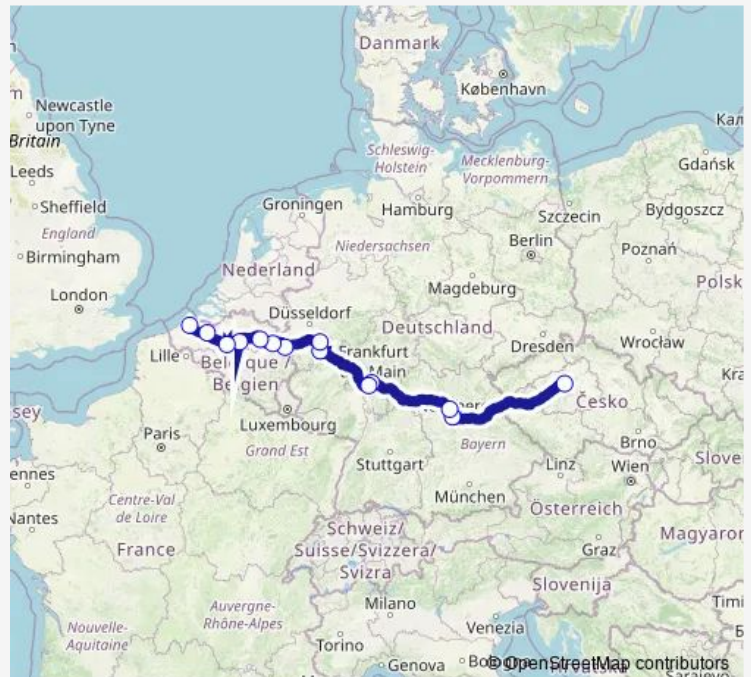 Danmark
København
Newcastle
upon Tyne
Britain
Leeds
Sheffield
England
Birmingham
London
Schleswig-
Holstein
Mecklenburg-
Vorpommern
Gdańsk
Groningen
Hamburg
Szczecin
Bydgoszcz
Niedersachsen
Berlin
Poznań
Nederland
Magdeburg
Polsk
Düsseldorf
Deutschland
Dresden
Wrocław
Lille
Frankfurt
Main
België
Belgien
Česko
Luxembourg
Paris
Grand Est
Bayern
Brno
Stuttgart
Linz
Wien
München
Österreich
Centre-Val
de Loire
France
Schweiz/
Suisse/Svizzera/
Svizra
Graz
Magyaror
Slovenija
Nouvelle-
Aquitaine
Auvergne-
Rhône-Alpes
Milano
Venezia
Torino
Genova
© OpenStreetMap contributors